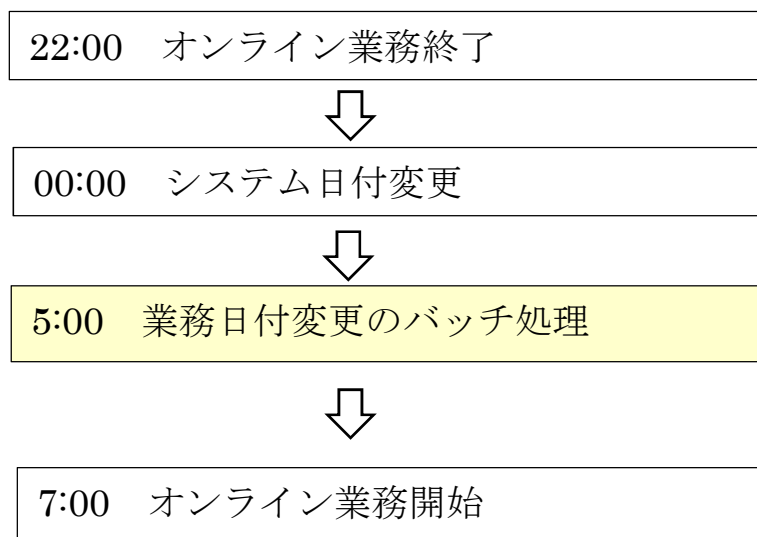 22:00　オンライン業務終了
00:00　システム日付変更
5:00　業務日付変更のバッチ処理
7:00　オンライン業務開始